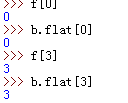 >>> f[0]
0
>>> b.flat[0]
0
>>> f[3]
3
>>> b.flat[3]
3